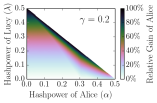 Hashpower of Lucy (λ)
0.5
0.4
0.3
0.2
0.1
0.0
0.0 0.1 0.2 0.3 0.4 0.5
Hashpower of Alice (α)
γ = 0.2
100%
80%
60%
40%
20%
0%
Relative Gain of Alice